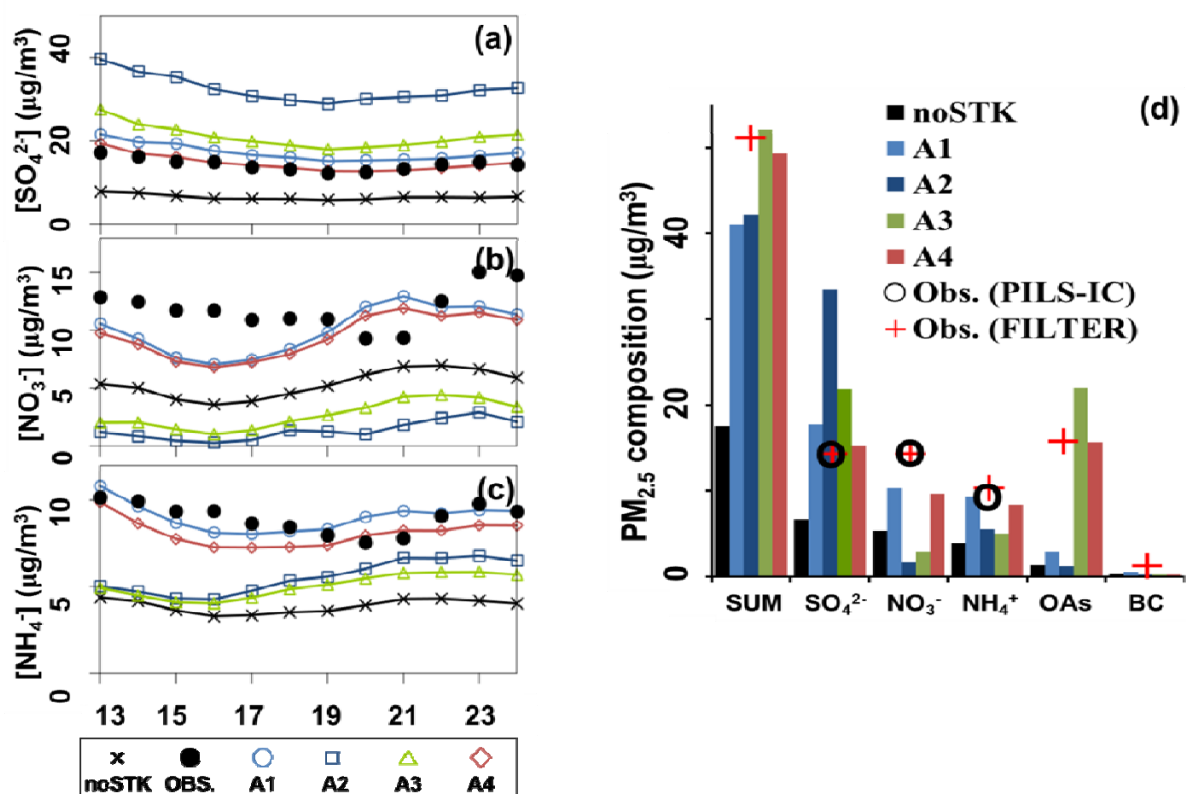 (a)
[SO₄²⁻] (μg/m³)
40
20
0
(b)
[NO₃⁻] (μg/m³)
15
10
5
0
(c)
[NH₄⁻] (μg/m³)
10
5
0
13 15 17 19 21 23
noSTK OBS. A1 A2 A3 A4
(d)
PM₂.₅ composition (μg/m³)
40
20
0
noSTK
A1
A2
A3
A4
Obs. (PILS-IC)
Obs. (FILTER)
SUM SO₄²⁻ NO₃⁻ NH₄⁺ OAs BC